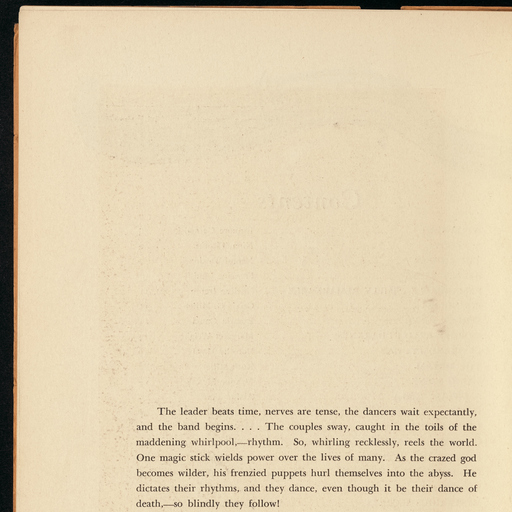 The leader beats time, nerves are tense, the dancers wait expectantly,
and the band begins. . . . The couples sway, caught in the toils of the
maddening whirlpool,—rhythm. So, whirling recklessly, reels the world.
One magic stick wields power over the lives of many. As the crazed god
becomes wilder, his frenzied puppets hurl themselves into the abyss. He
dictates their rhythms, and they dance, even though it be their dance of
death,—so blindly they follow!